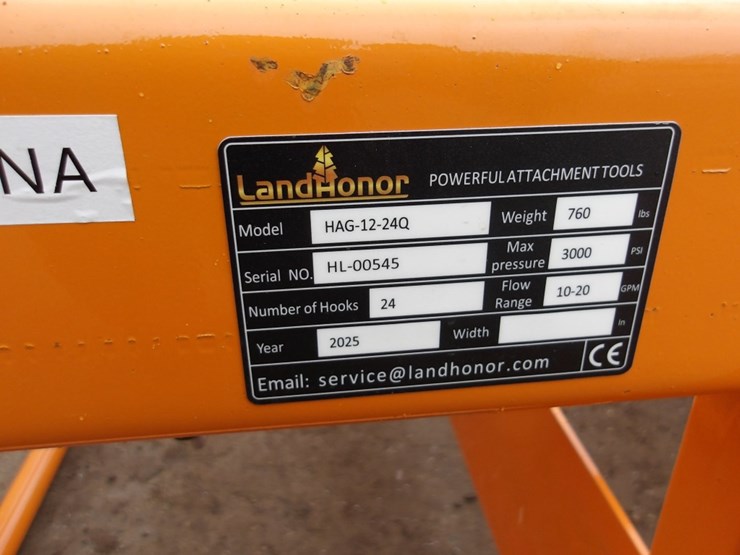 NA
LandHonor POWERFUL ATTACHMENT TOOLS
Model HAG-12-24Q Weight 760 lbs
Serial NO. HL-00545 Max pressure 3000 PSI
Number of Hooks 24 Flow Range 10-20 GPM
Year 2025 Width in
Email: service@landhonor.com CE